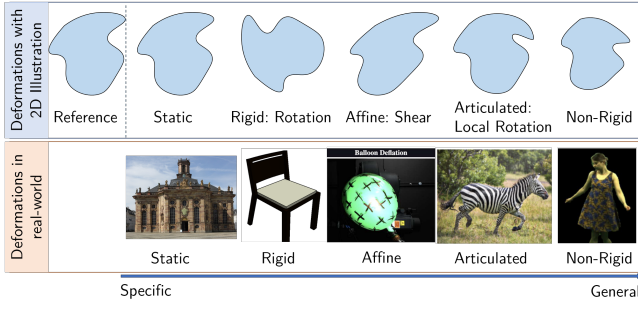 Deformations with
2D Illustration
Reference
Static
Rigid: Rotation
Affine: Shear
Articulated:
Local Rotation
Non-Rigid
Deformations in
real-world
Balloon Deflation
Static
Rigid
Affine
Articulated
Non-Rigid
Specific
General